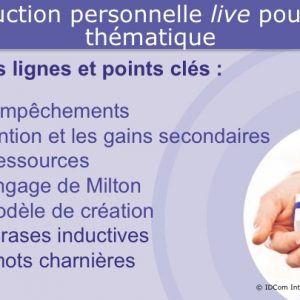 uction personnelle live pou
thématique
s lignes et points clés :
mpêchements
ntion et les gains secondaires
essources
ngage de Milton
odèle de création
rases inductives
mots charnières
© IDCom Int